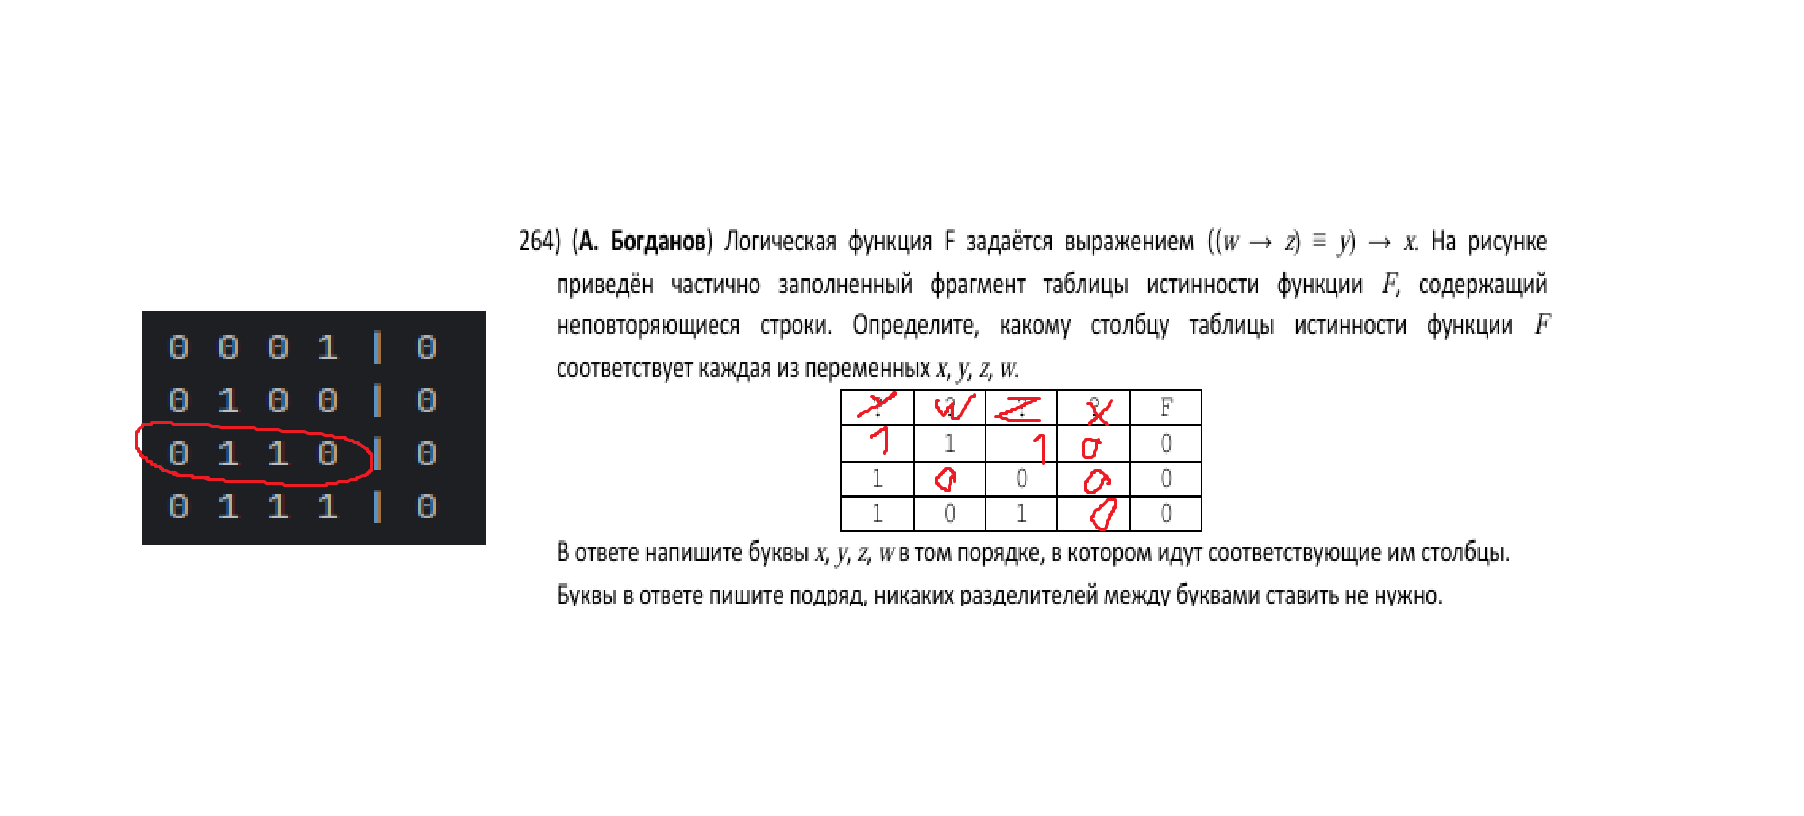 0 0 0 1 | 0
0 1 0 0 | 0
0 1 1 0 | 0
0 1 1 1 | 0
264) (А. Богданов) Логическая функция F задаётся выражением ((w → z) ≡ y) → x. На рисунке
приведён частично заполненный фрагмент таблицы истинности функции F, содержащий
неповторяющиеся строки. Определите, какому столбцу таблицы истинности функции F
соответствует каждая из переменных x, y, z, w.
y w z x F
1 1 1 0 0
1 0 0 0 0
1 0 1 0 0
В ответе напишите буквы x, y, z, w в том порядке, в котором идут соответствующие им столбцы.
Буквы в ответе пишите подряд, никаких разделителей между буквами ставить не нужно.